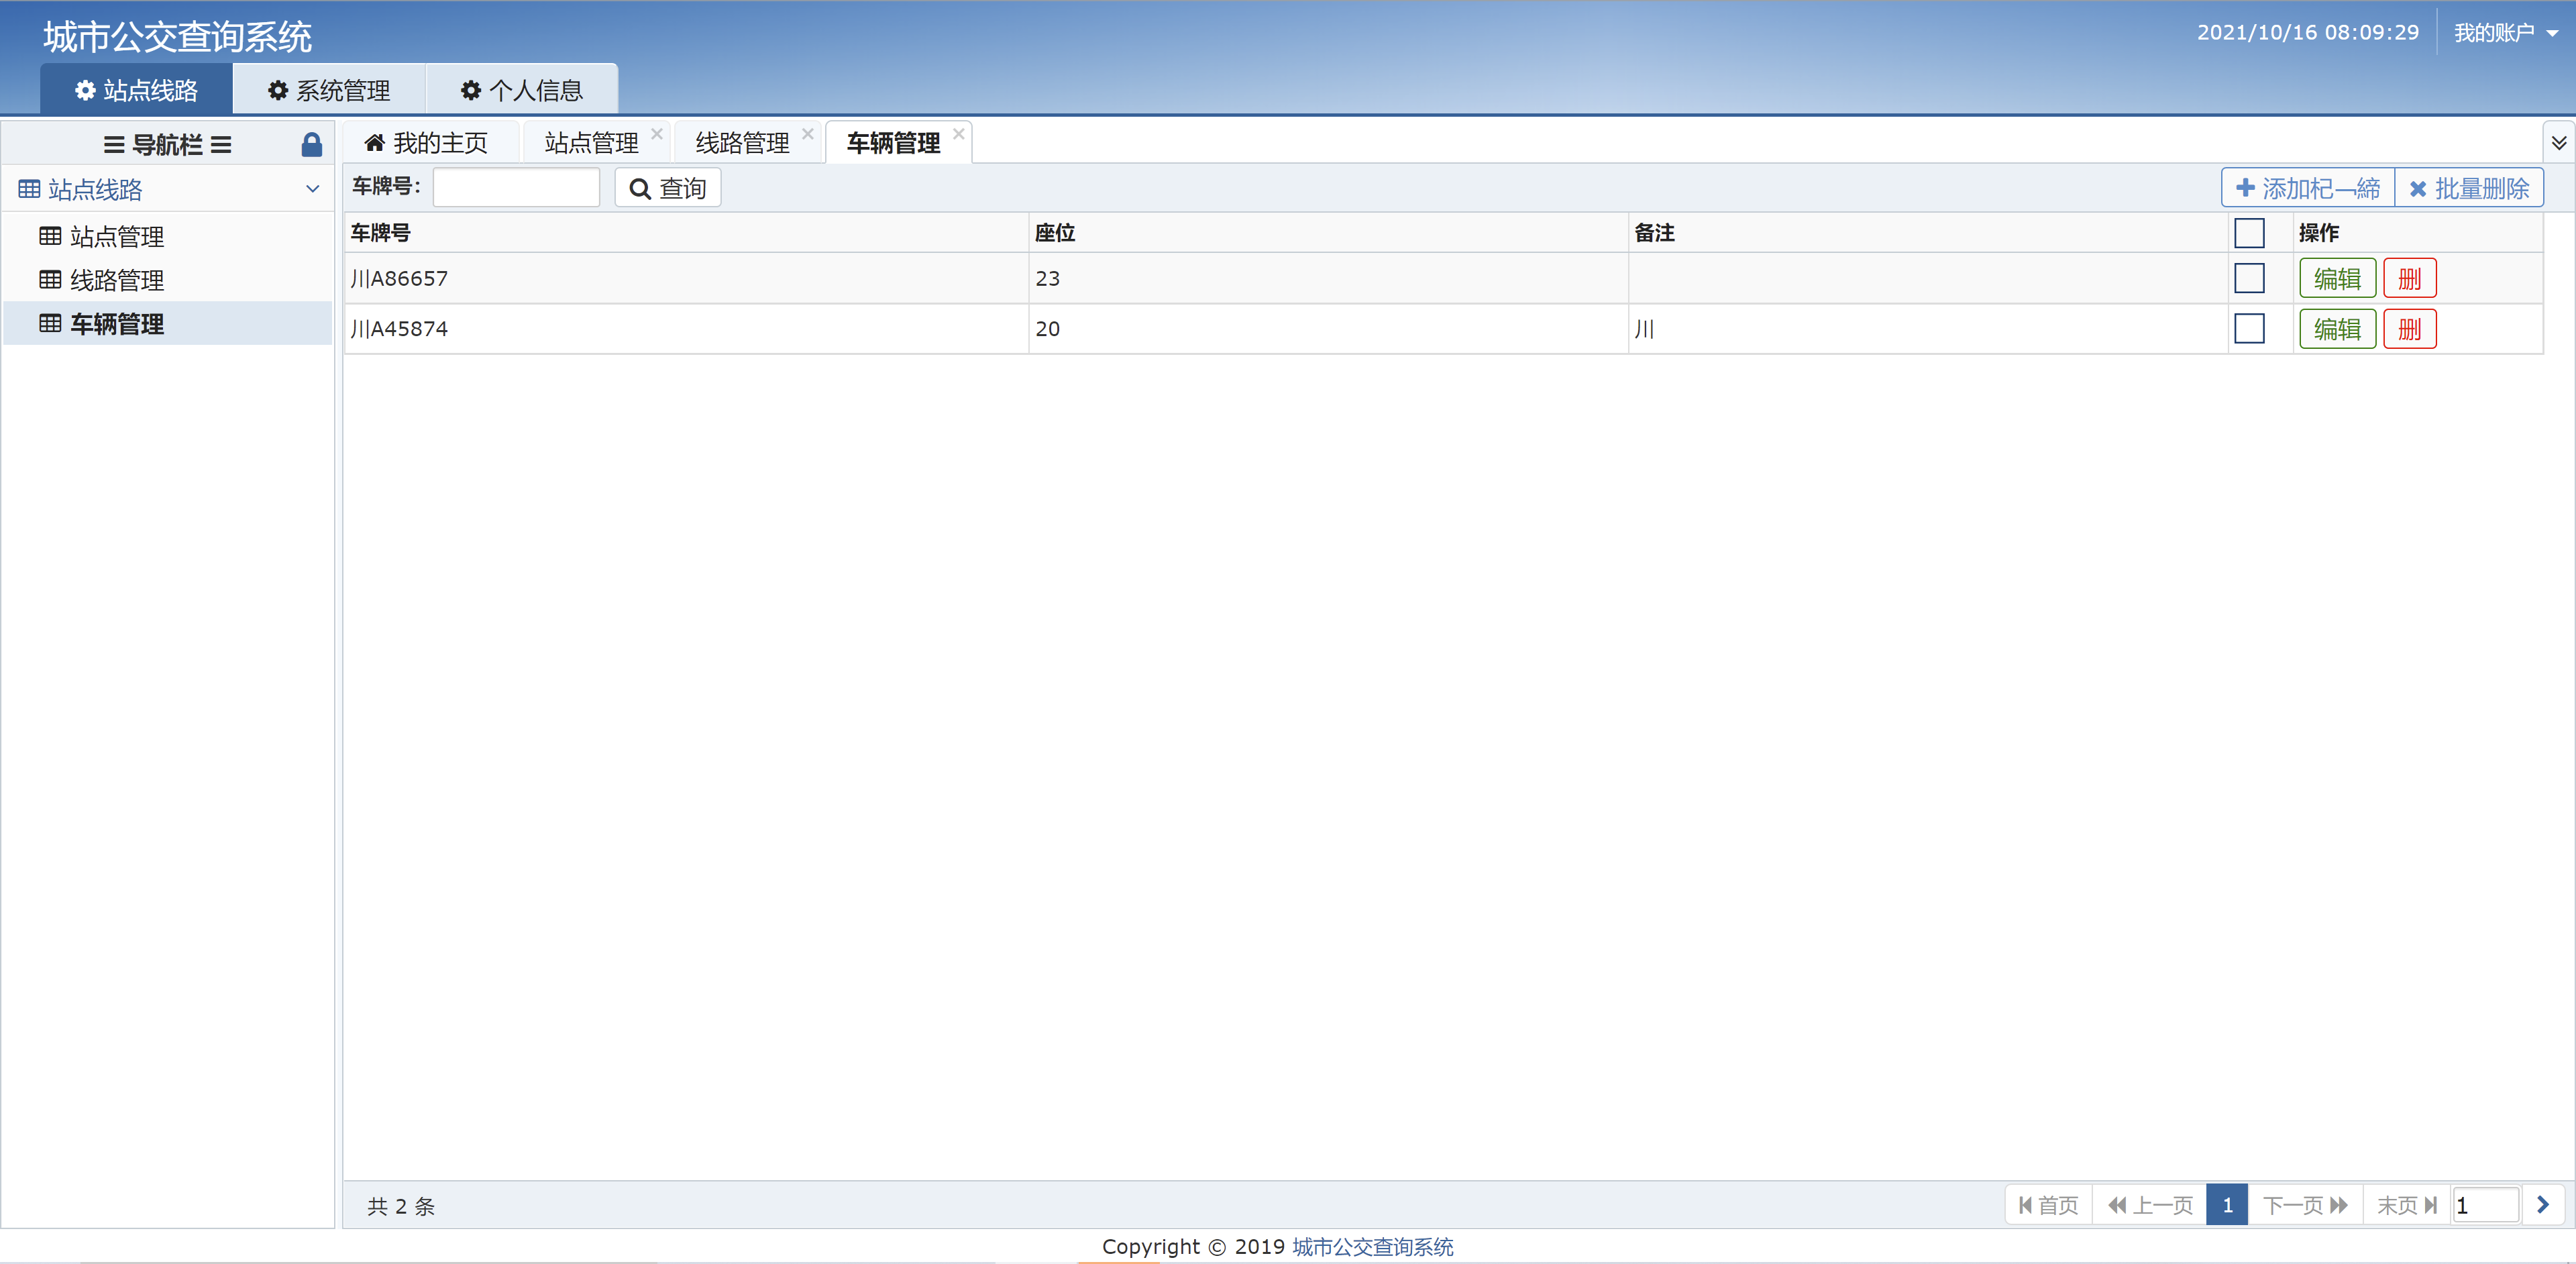 城市公交查询系统
2021/10/16 08:09:29 我的账户
站点线路 系统管理 个人信息
导航栏
站点线路
站点管理
线路管理
车辆管理
我的主页 站点管理 线路管理 车辆管理
车牌号： 查询 添加杞﹁締 批量删除
车牌号 座位 备注 操作
川A86657 23 编辑 删
川A45874 20 川 编辑 删
共 2 条
首页 上一页 1 下一页 末页 1
Copyright © 2019 城市公交查询系统